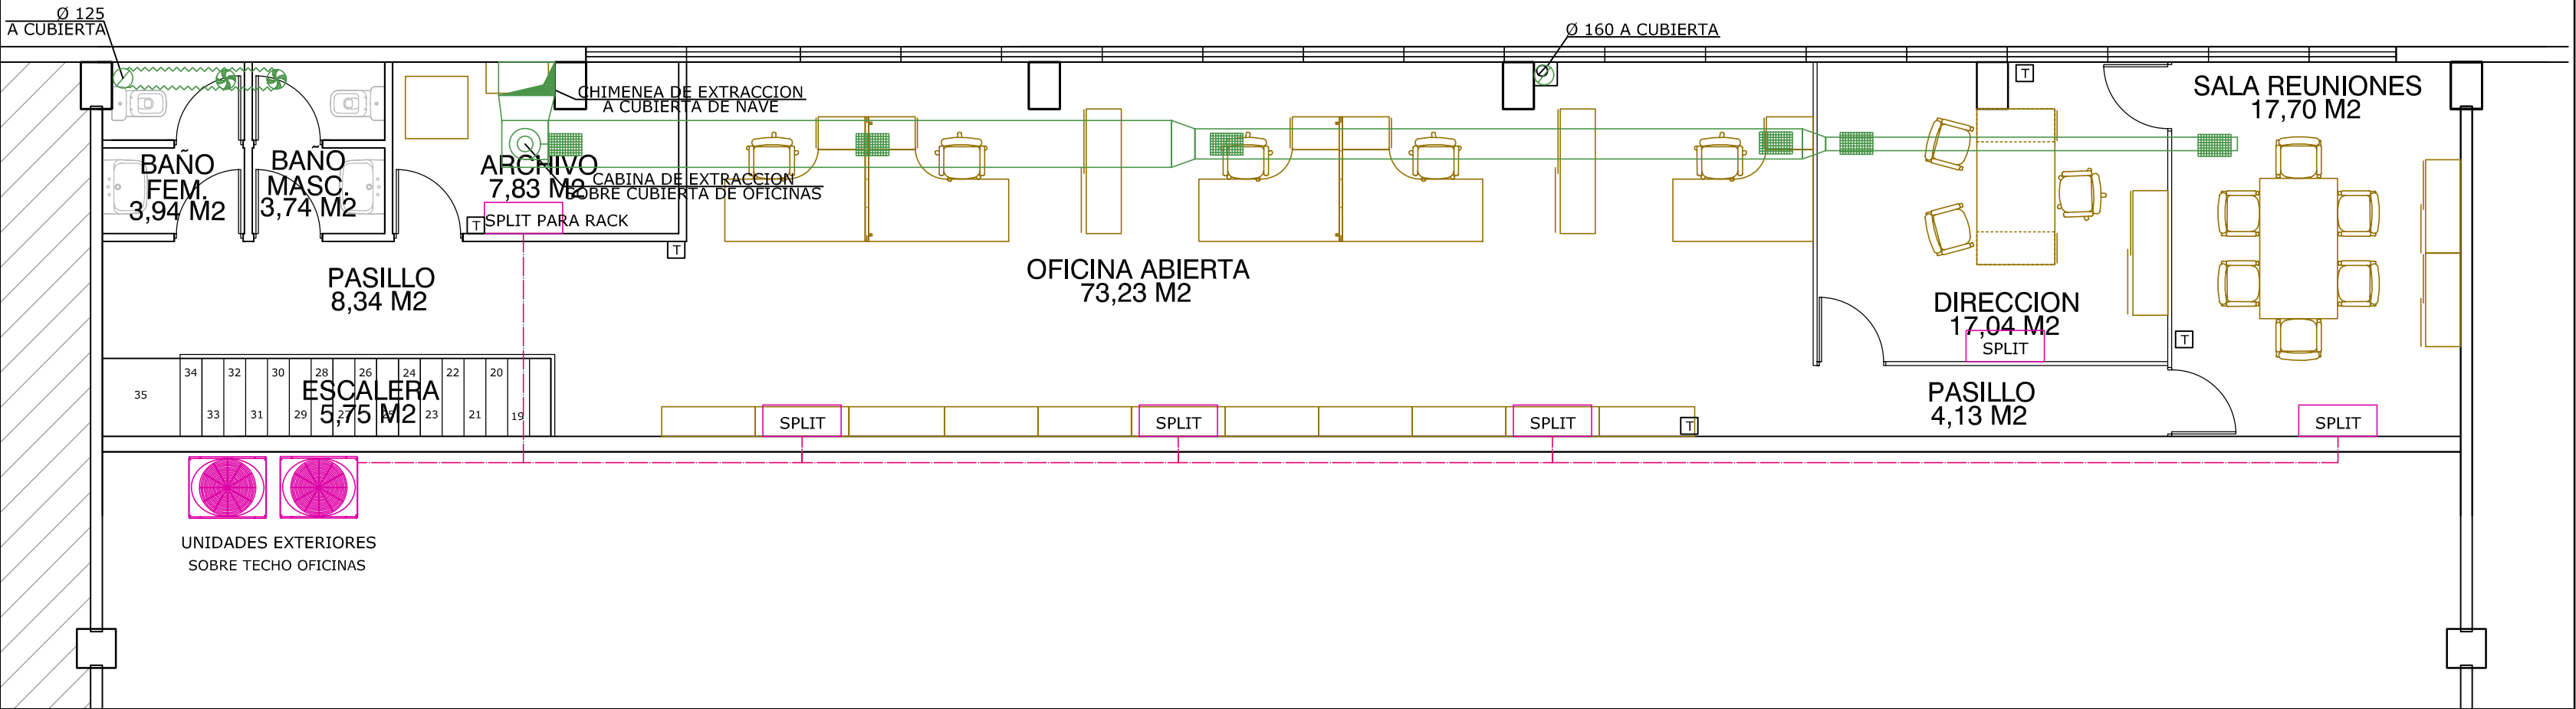 Ø 125
A CUBIERTA
Ø 160 A CUBIERTA
CHIMENEA DE EXTRACCION
A CUBIERTA DE NAVE
T
SALA REUNIONES
17,70 M2
Ø
BAÑO
FEM.
3,94 M2
BAÑO
MASC.
3,74 M2
ARCHIVO
7,83 M2
CABINA DE EXTRACCION
SOBRE CUBIERTA DE OFICINAS
T
SPLIT PARA RACK
T
PASILLO
8,34 M2
OFICINA ABIERTA
73,23 M2
DIRECCION
17,04 M2
SPLIT
T
34 32 30 28 26 24 22 20
35
33 31 29 27 25 23 21 19
ESCALERA
5,75 M2
SPLIT
SPLIT
SPLIT
T
PASILLO
4,13 M2
SPLIT
UNIDADES EXTERIORES
SOBRE TECHO OFICINAS